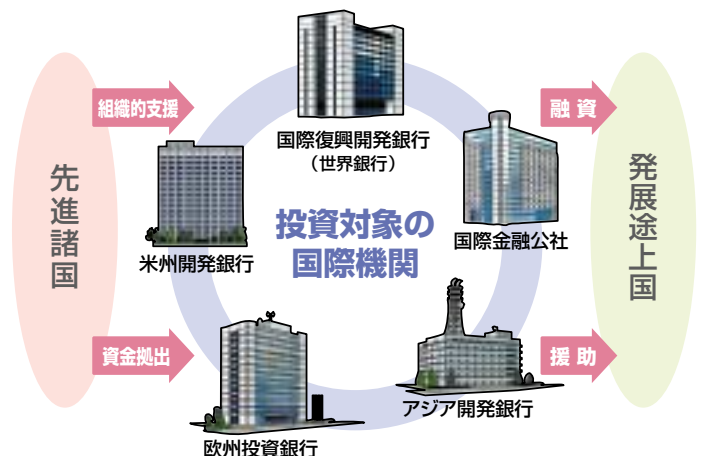 先進諸国
組織的支援
資金拠出
国際復興開発銀行
（世界銀行）
米州開発銀行
投資対象の
国際機関
国際金融公社
欧州投資銀行
アジア開発銀行
融資
援助
発展途上国